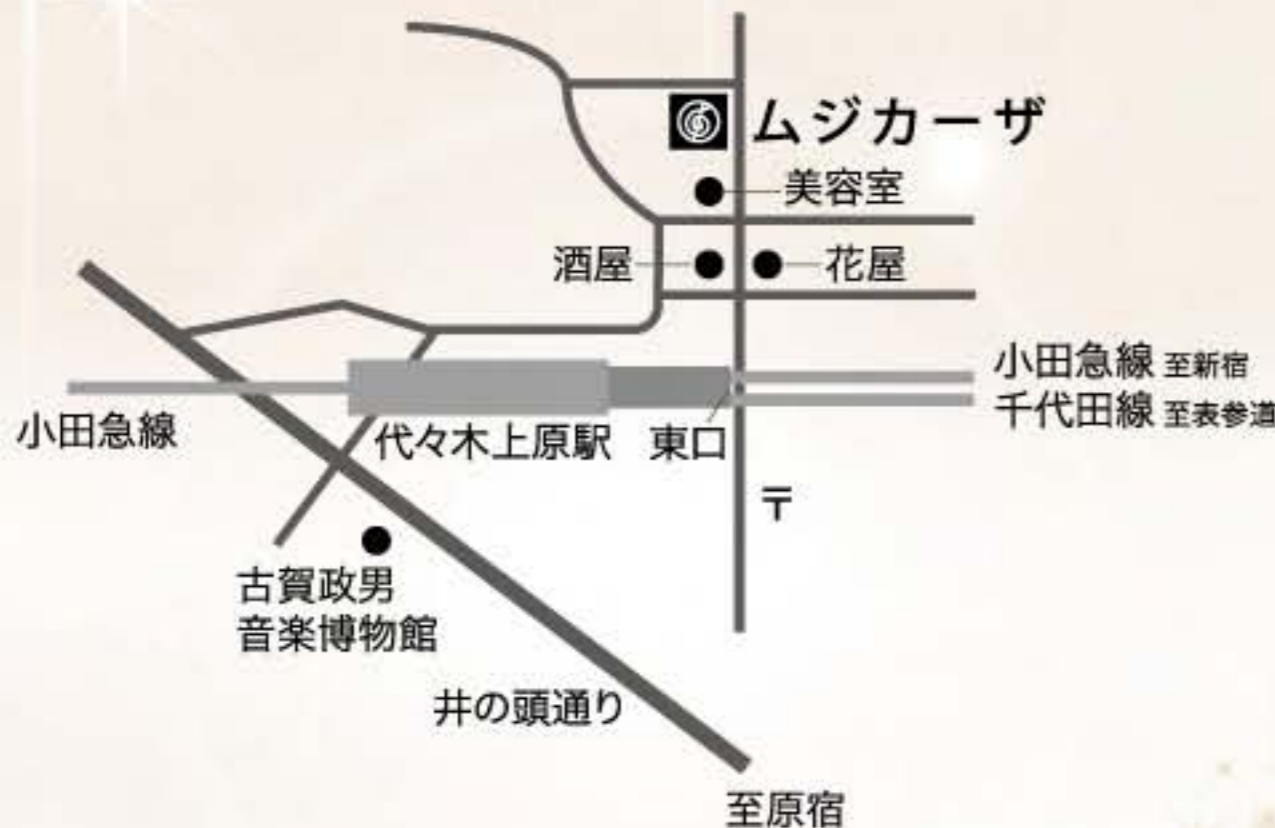 ムジカーザ
美容室
酒屋
花屋
小田急線 至新宿
千代田線 至表参道
小田急線
代々木上原駅
東口
〒
古賀政男
音楽博物館
井の頭通り
至原宿